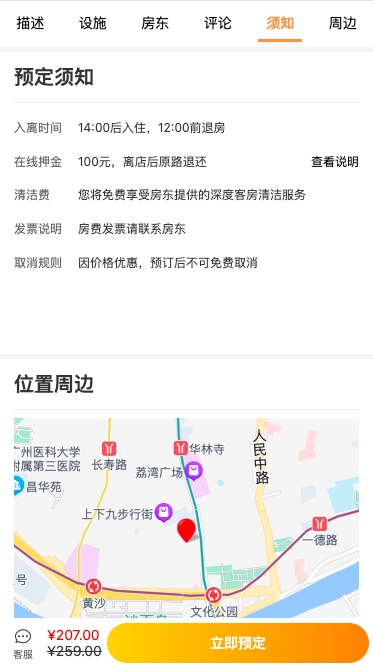 描述 设施 房东 评论 须知 周边
预定须知
入离时间 14:00后入住，12:00前退房
在线押金 100元，离店后原路退还 查看说明
清洁费 您将免费享受房东提供的深度客房清洁服务
发票说明 房费发票请联系房东
取消规则 因价格优惠，预订后不可免费取消
位置周边
人民中路
广州医科大学
附属第三医院
华林寺
长寿路
荔湾广场
昌华苑
上下九步行街
一德路
号
黄沙
文化公园
客服
¥207.00
¥259.00
立即预定